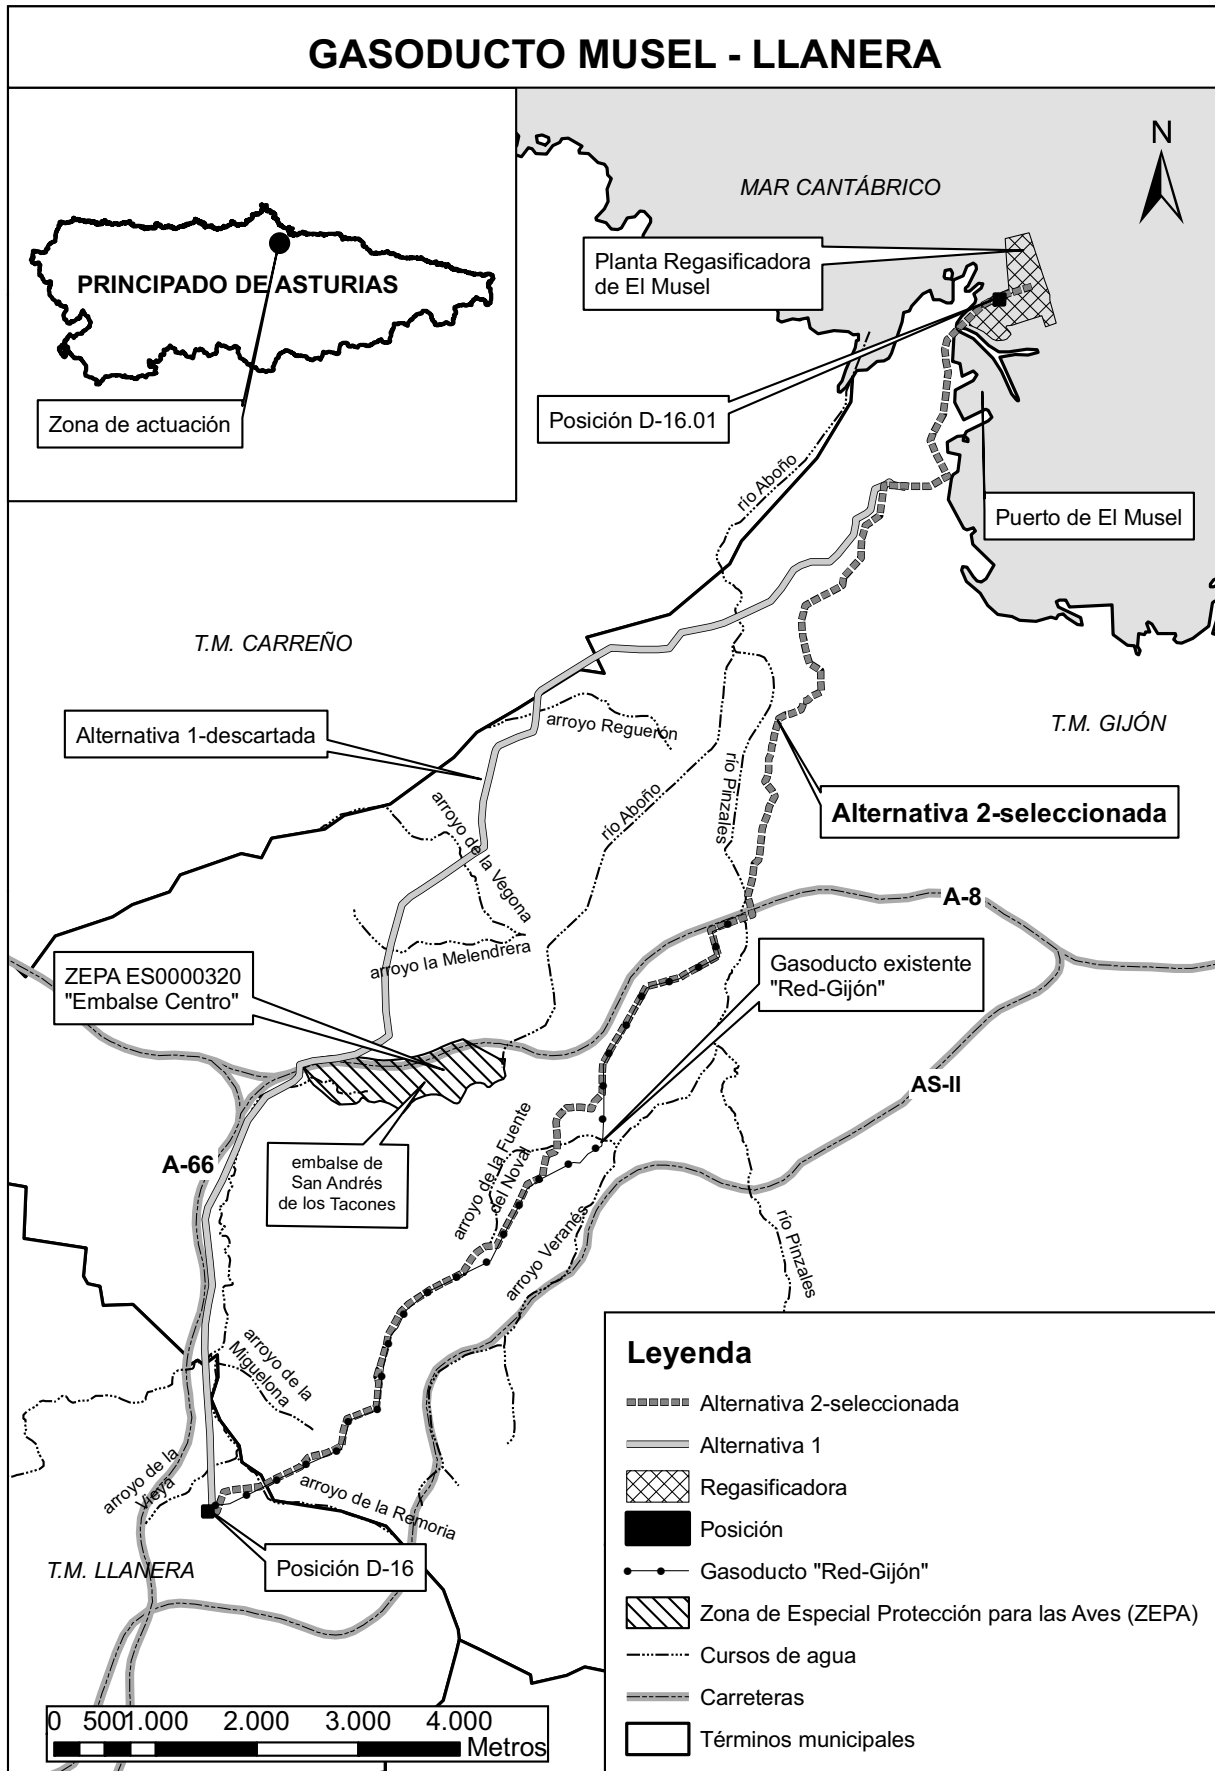 GASODUCTO MUSEL - LLANERA
PRINCIPADO DE ASTURIAS
Zona de actuación
MAR CANTÁBRICO
N
Planta Regasificadora
de El Musel
Posición D-16.01
Puerto de El Musel
río Aboño
T.M. CARREÑO
Alternativa 1-descartada
arroyo Reguerón
T.M. GIJÓN
río Aboño
río Pinzales
Alternativa 2-seleccionada
arroyo de la Vegona
A-8
arroyo la Melendrera
ZEPA ES0000320
"Embalse Centro"
Gasoducto existente
"Red-Gijón"
AS-II
A-66
embalse de
San Andrés
de los Tacones
arroyo de la Fuente
del Noval
arroyo Veranés
río Pinzales
arroyo de la
Miguelona
arroyo de la
Vieya
arroyo de la Remoria
Posición D-16
T.M. LLANERA
Leyenda
Alternativa 2-seleccionada
Alternativa 1
Regasificadora
Posición
Gasoducto "Red-Gijón"
Zona de Especial Protección para las Aves (ZEPA)
Cursos de agua
Carreteras
Términos municipales
0 500 1.000 2.000 3.000 4.000
Metros